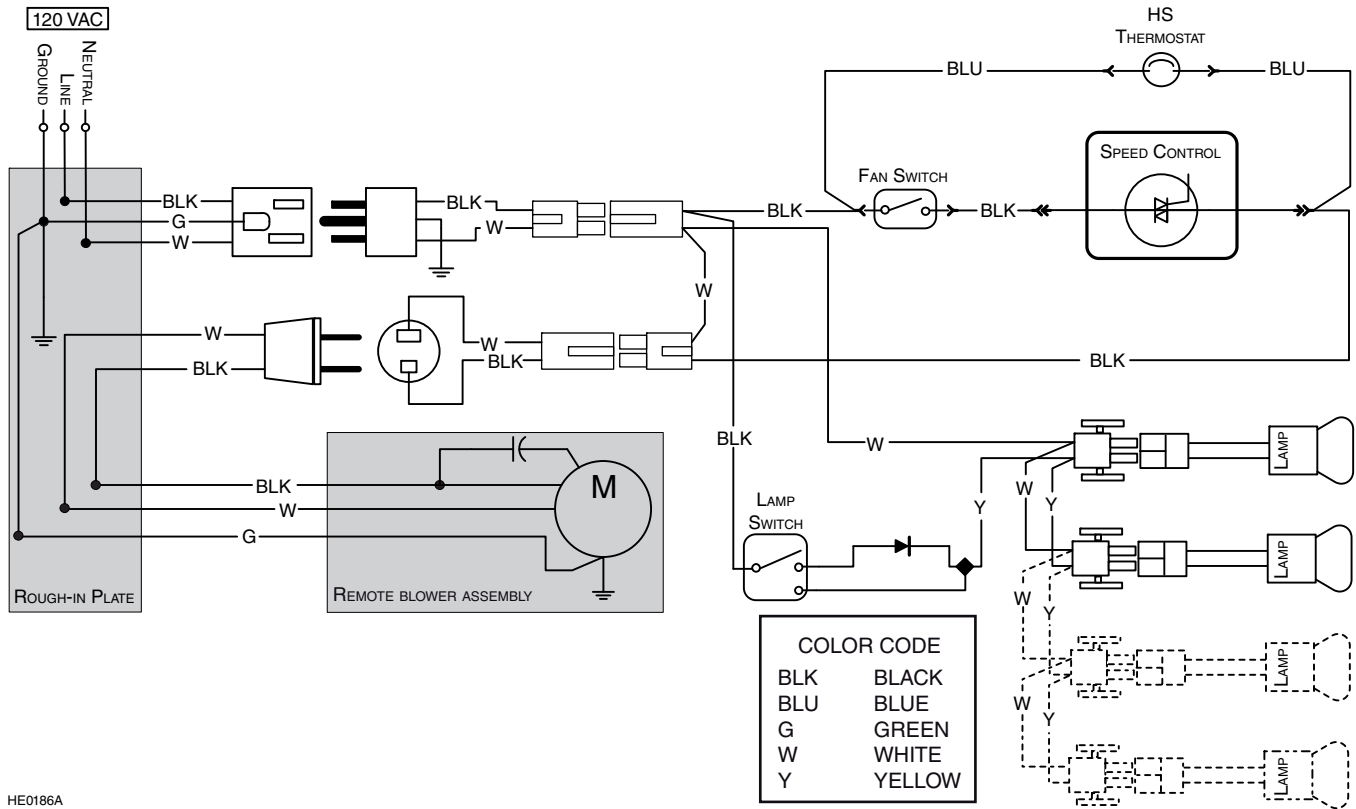 120 VAC
GROUND
LINE
NEUTRAL
HS
THERMOSTAT
BLU
BLU
SPEED CONTROL
FAN SWITCH
BLK
G
W
BLK
W
BLK
BLK
W
W
BLK
W
BLK
BLK
BLK
W
LAMP
W
Y
Y
LAMP
SWITCH
BLK
W
G
M
ROUGH-IN PLATE
REMOTE BLOWER ASSEMBLY
LAMP
W
Y
LAMP
W
Y
LAMP
COLOR CODE
BLK BLACK
BLU BLUE
G GREEN
W WHITE
Y YELLOW
HE0186A